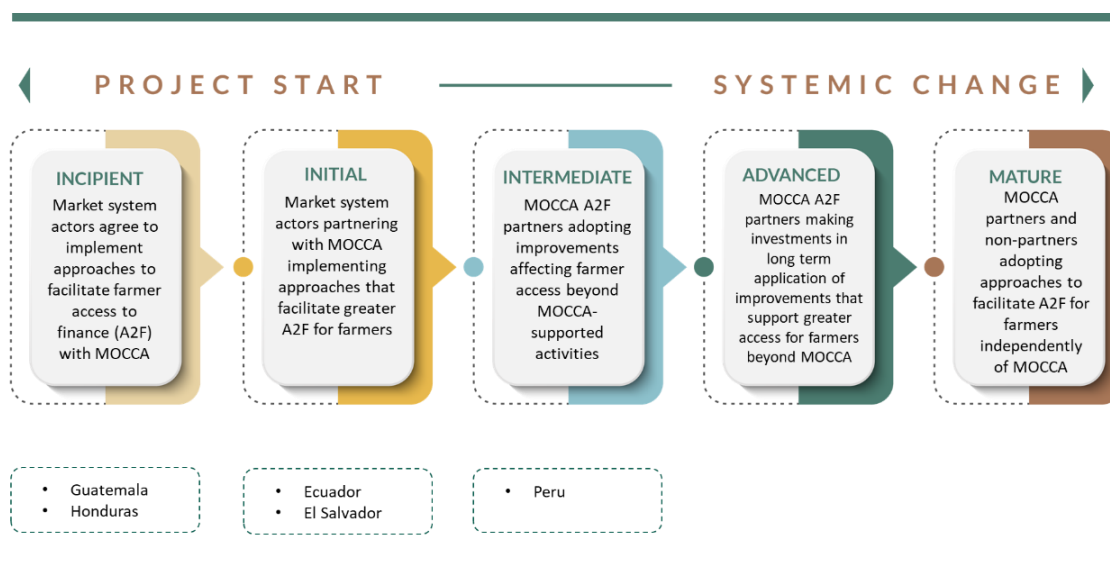 PROJECT START
SYSTEMIC CHANGE
INCIPIENT
Market system
actors agree to
implement
approaches to
facilitate farmer
access to
finance (A2F)
with MOCCA
INITIAL
Market system
actors partnering
with MOCCA
implementing
approaches that
facilitate greater
A2F for farmers
INTERMEDIATE
MOCCA A2F
partners adopting
improvements
affecting farmer
access beyond
MOCCA-
supported
activities
ADVANCED
MOCCA A2F
partners making
investments in
long term
application of
improvements that
support greater
access for farmers
beyond MOCCA
MATURE
MOCCA
partners and
non-partners
adopting
approaches to
facilitate A2F for
farmers
independently
of MOCCA
• Guatemala
• Honduras
• Ecuador
• El Salvador
• Peru